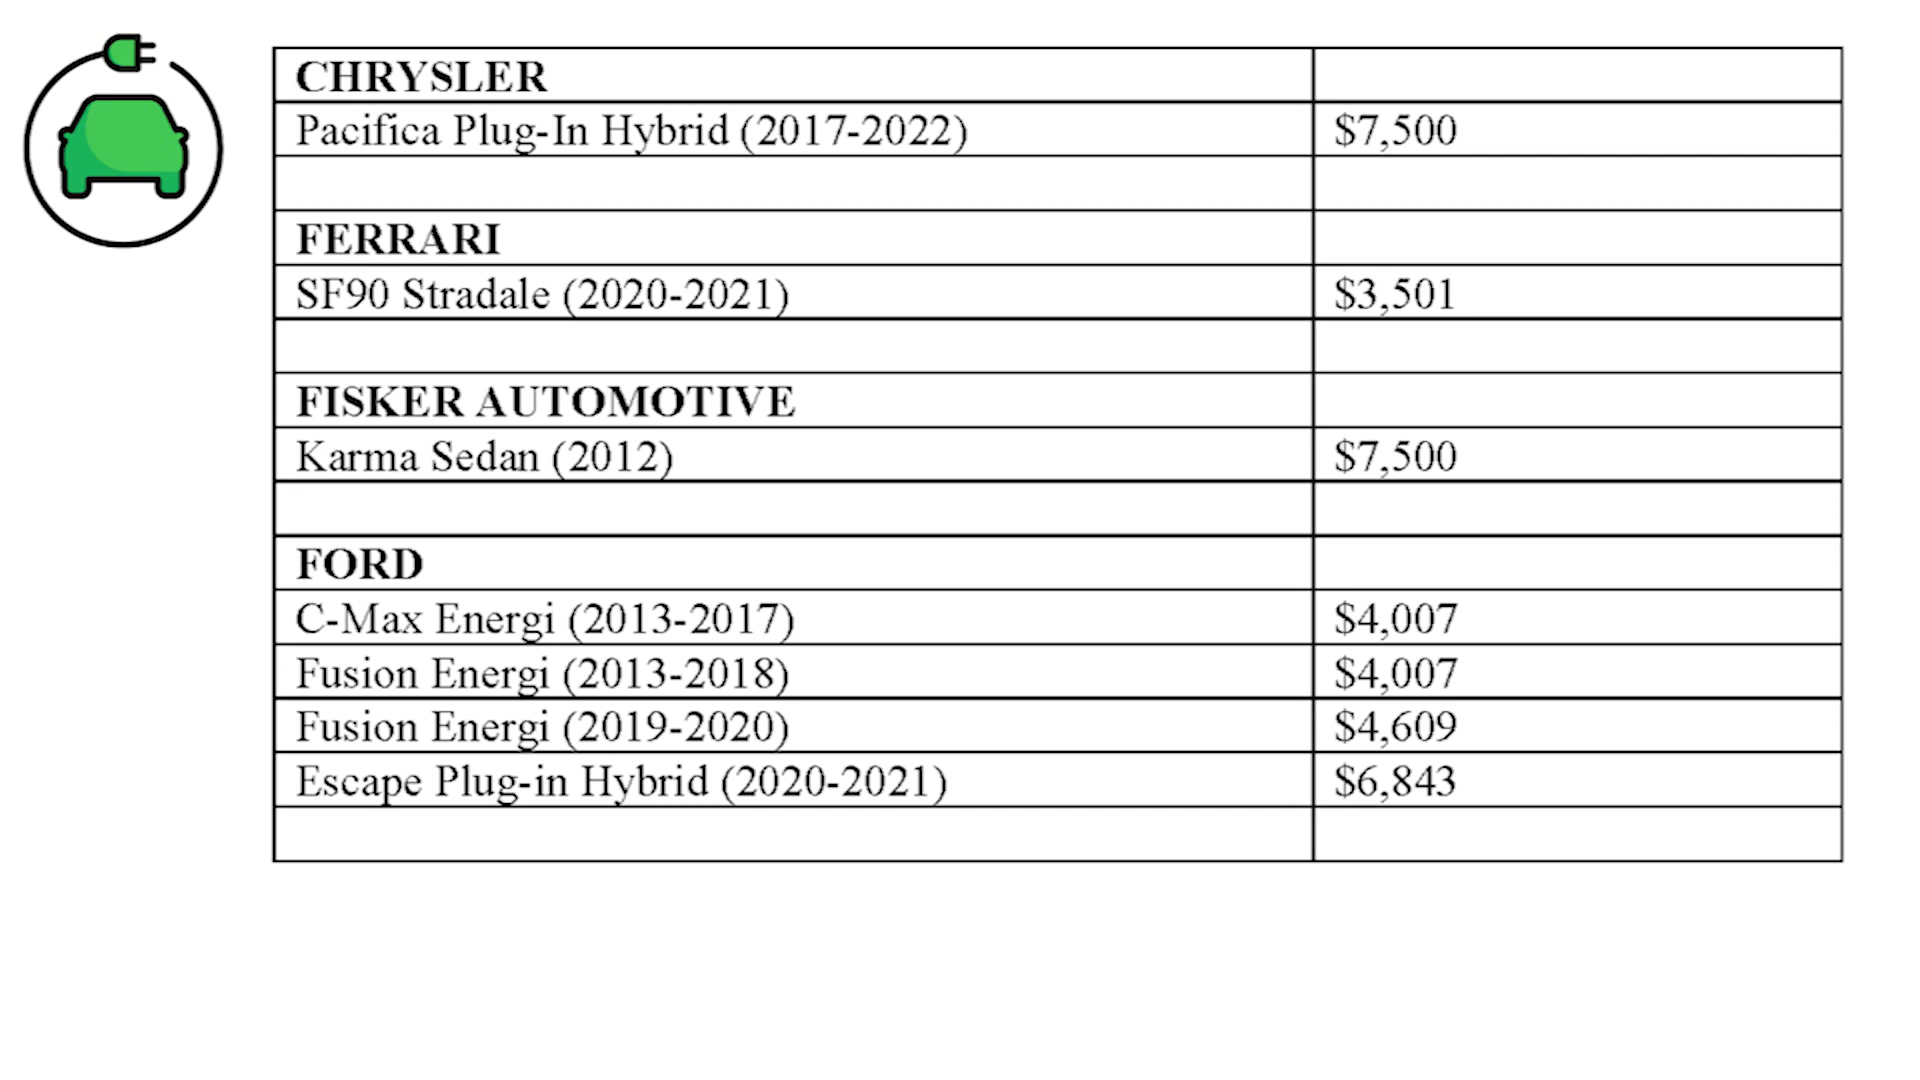 CHRYSLER
Pacifica Plug-In Hybrid (2017-2022) $7,500
FERRARI
SF90 Stradale (2020-2021) $3,501
FISKER AUTOMOTIVE
Karma Sedan (2012) $7,500
FORD
C-Max Energi (2013-2017) $4,007
Fusion Energi (2013-2018) $4,007
Fusion Energi (2019-2020) $4,609
Escape Plug-in Hybrid (2020-2021) $6,843